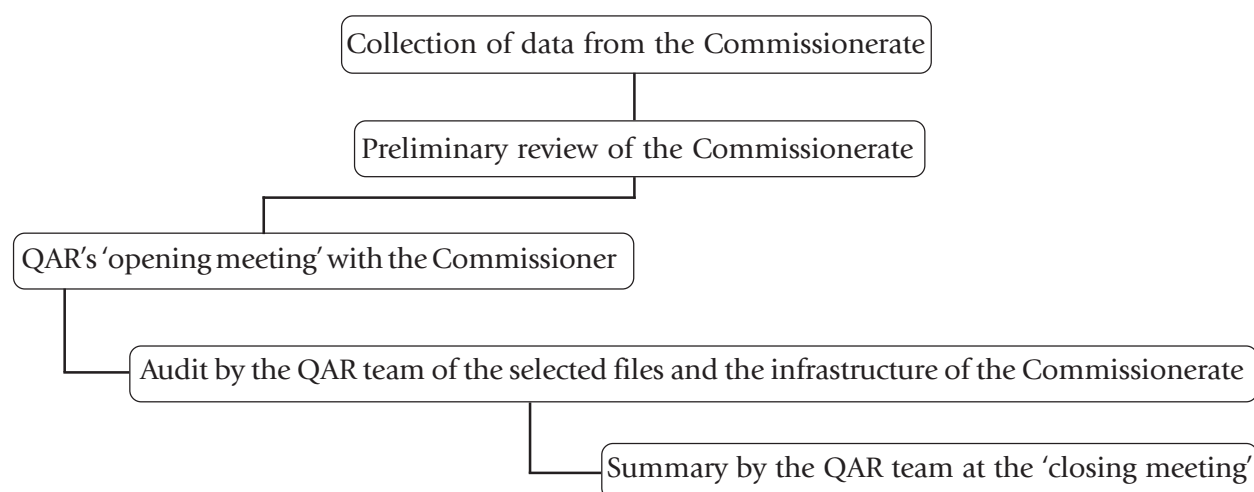 Collection of data from the Commissionerate
Preliminary review of the Commissionerate
QAR's ‘opening meeting’ with the Commissioner
Audit by the QAR team of the selected files and the infrastructure of the Commissionerate
Summary by the QAR team at the ‘closing meeting’